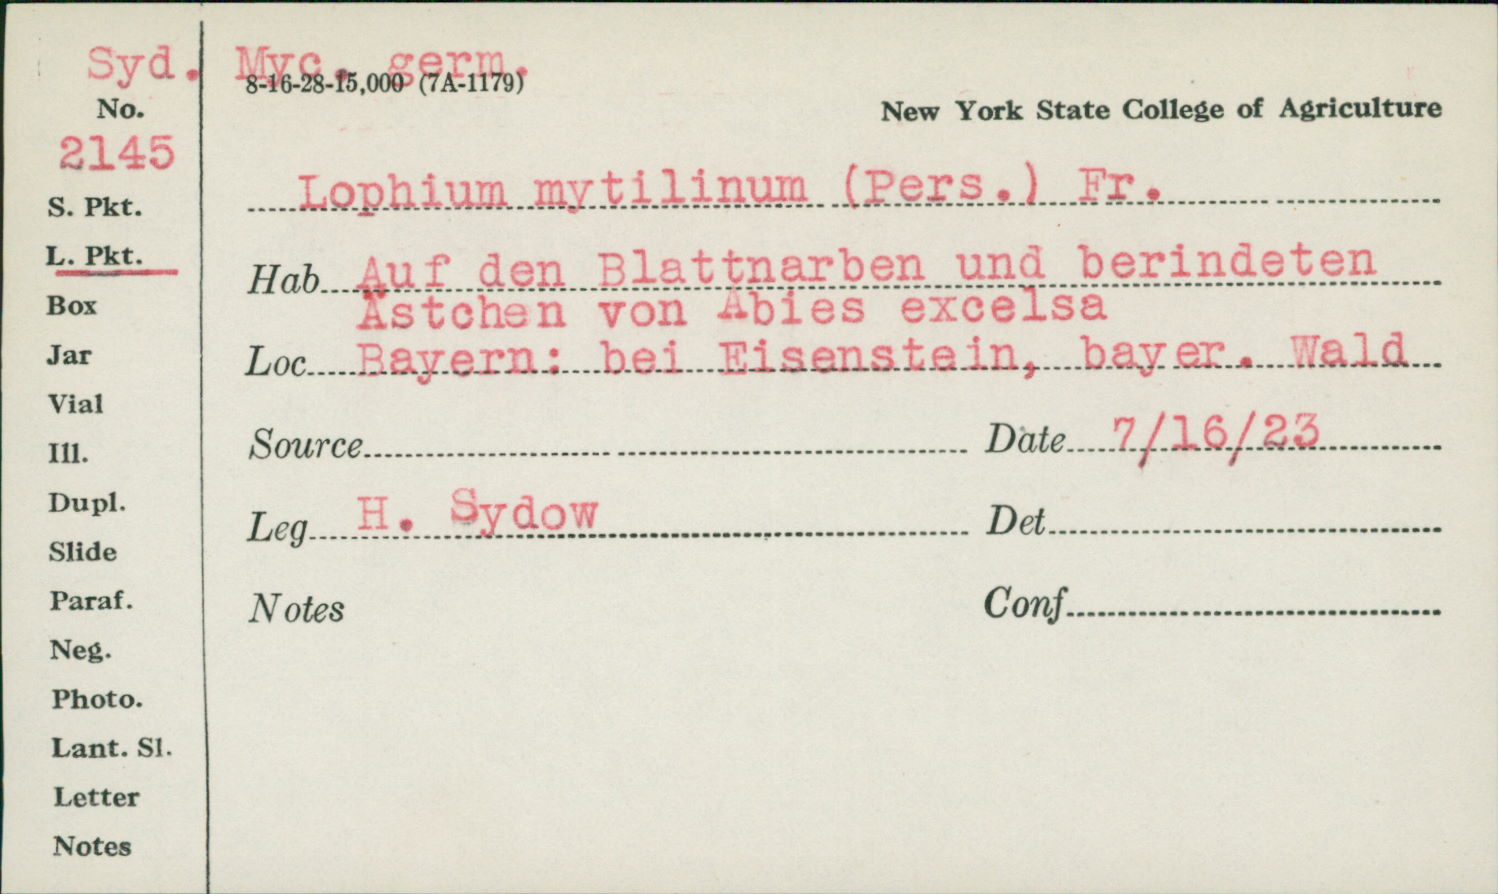 Syd. Myc. germ.
8-16-28-15,000 (7A-1179)
No.
New York State College of Agriculture
2145
Lophium mytilinum (Pers.) Fr.
S. Pkt.
L. Pkt.
Hab. Auf den Blattnarben und berindeten
Ästchen von Abies excelsa
Box
Loc. Bayern: bei Eisenstein, bayer. Wald
Jar
Vial
Source Date 7/16/23
Ill.
Dupl.
Leg. H. Sydow Det.
Slide
Paraf.
Notes Conf.
Neg.
Photo.
Lant. Sl.
Letter
Notes